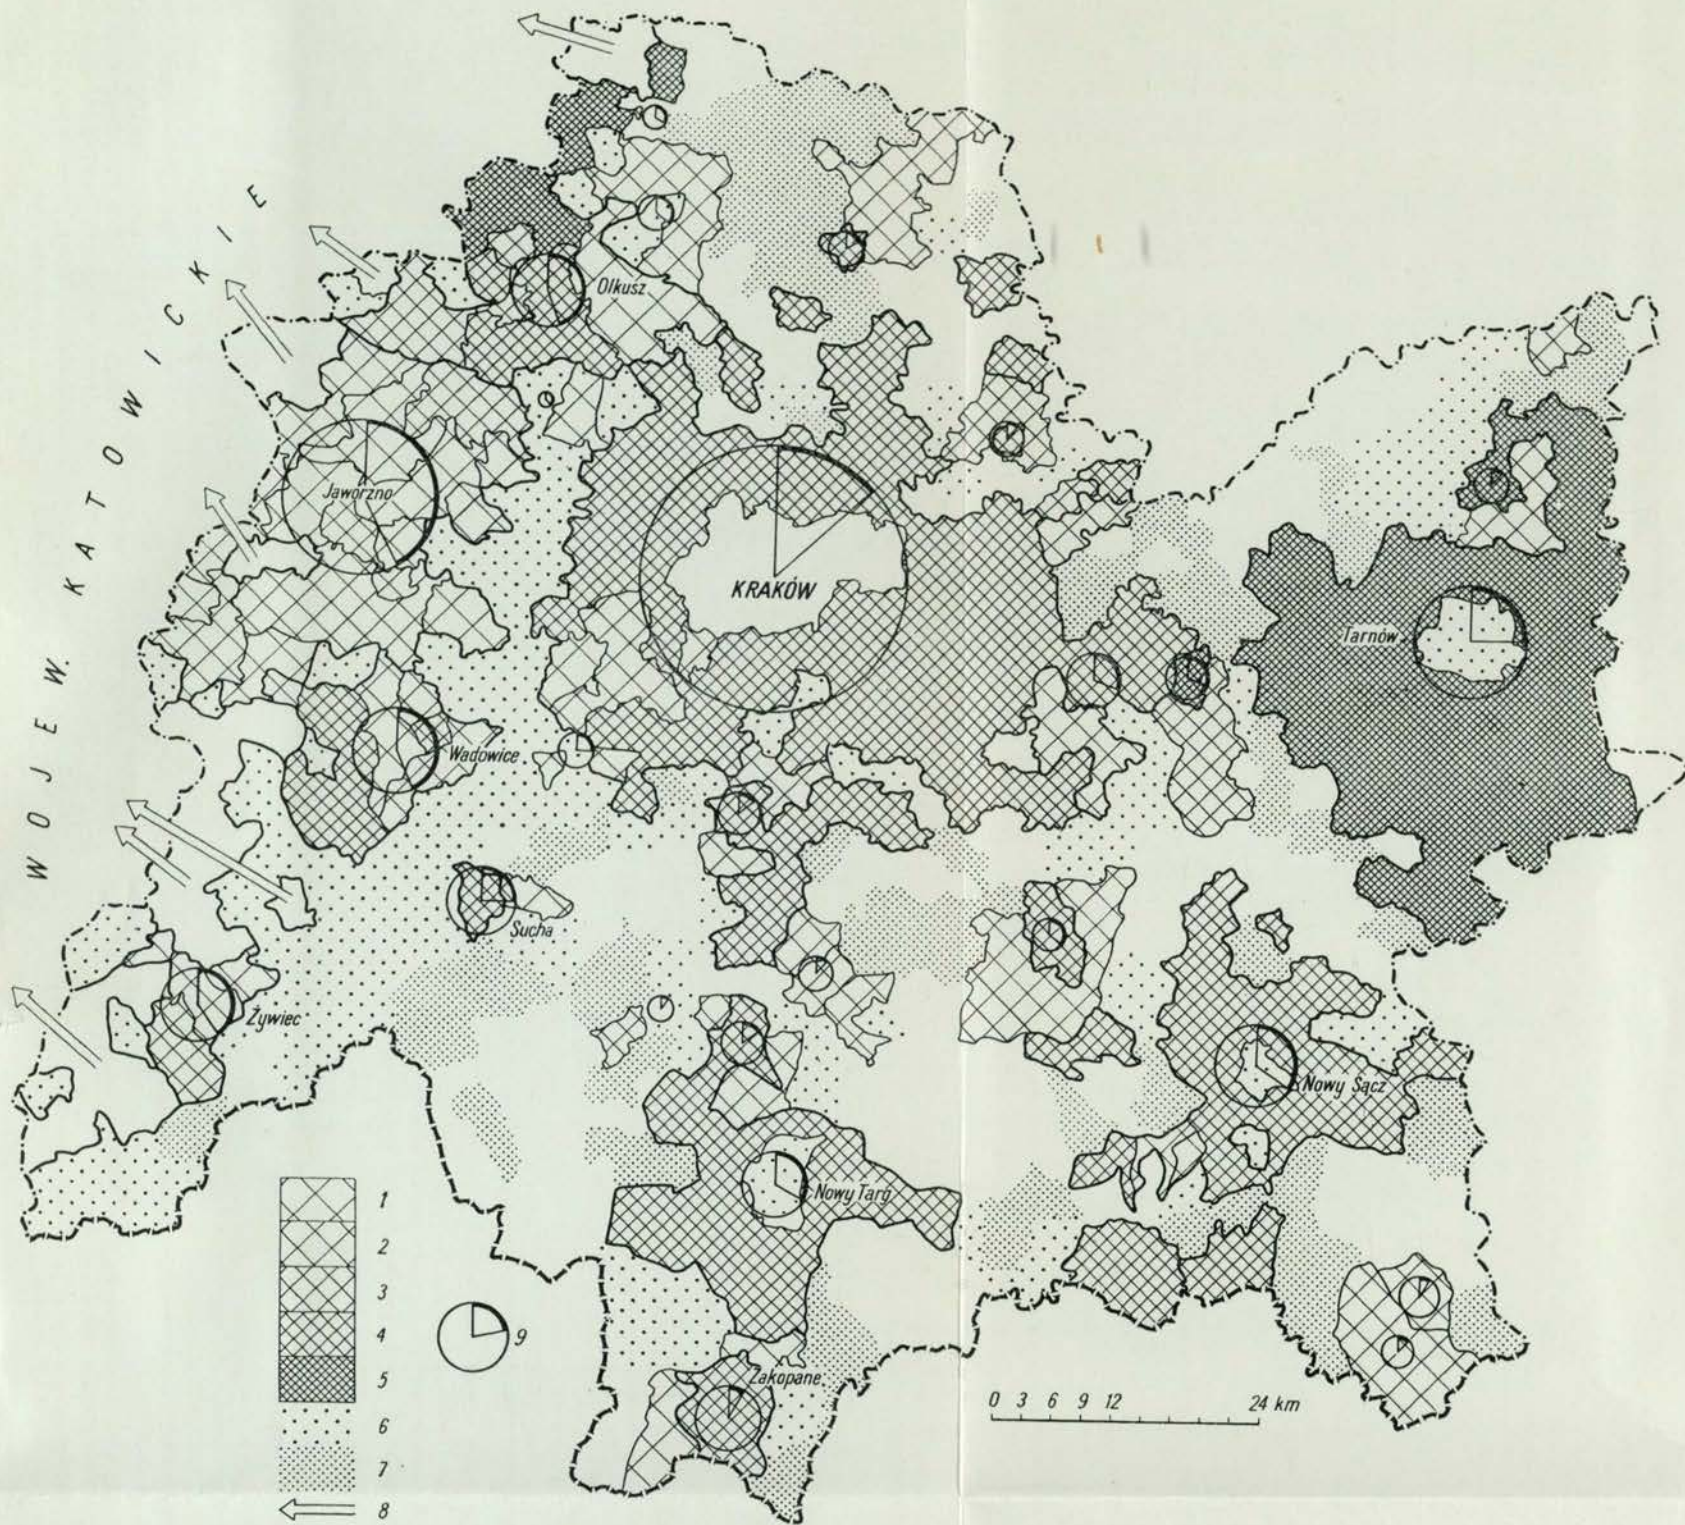 WOJEW. KATOWICKIE
Olkusz
Jaworzno
KRAKÓW
Tarnów
Wadowice
Sucha
Żywiec
Nowy Sącz
Nowy Targ
Zakopane
1
2
3
4
5
6
7
8
9
0 3 6 9 12 24 km